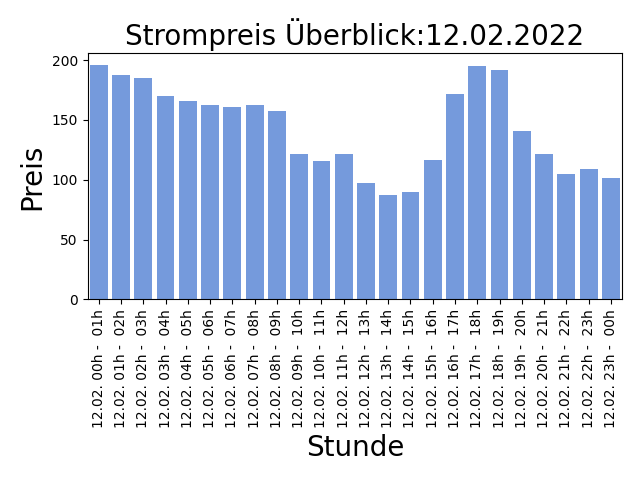 Strompreis Überblick:12.02.2022
Preis
200
150
100
50
0
12.02. 00h - 01h
12.02. 01h - 02h
12.02. 02h - 03h
12.02. 03h - 04h
12.02. 04h - 05h
12.02. 05h - 06h
12.02. 06h - 07h
12.02. 07h - 08h
12.02. 08h - 09h
12.02. 09h - 10h
12.02. 10h - 11h
12.02. 11h - 12h
12.02. 12h - 13h
12.02. 13h - 14h
12.02. 14h - 15h
12.02. 15h - 16h
12.02. 16h - 17h
12.02. 17h - 18h
12.02. 18h - 19h
12.02. 19h - 20h
12.02. 20h - 21h
12.02. 21h - 22h
12.02. 22h - 23h
12.02. 23h - 00h
Stunde